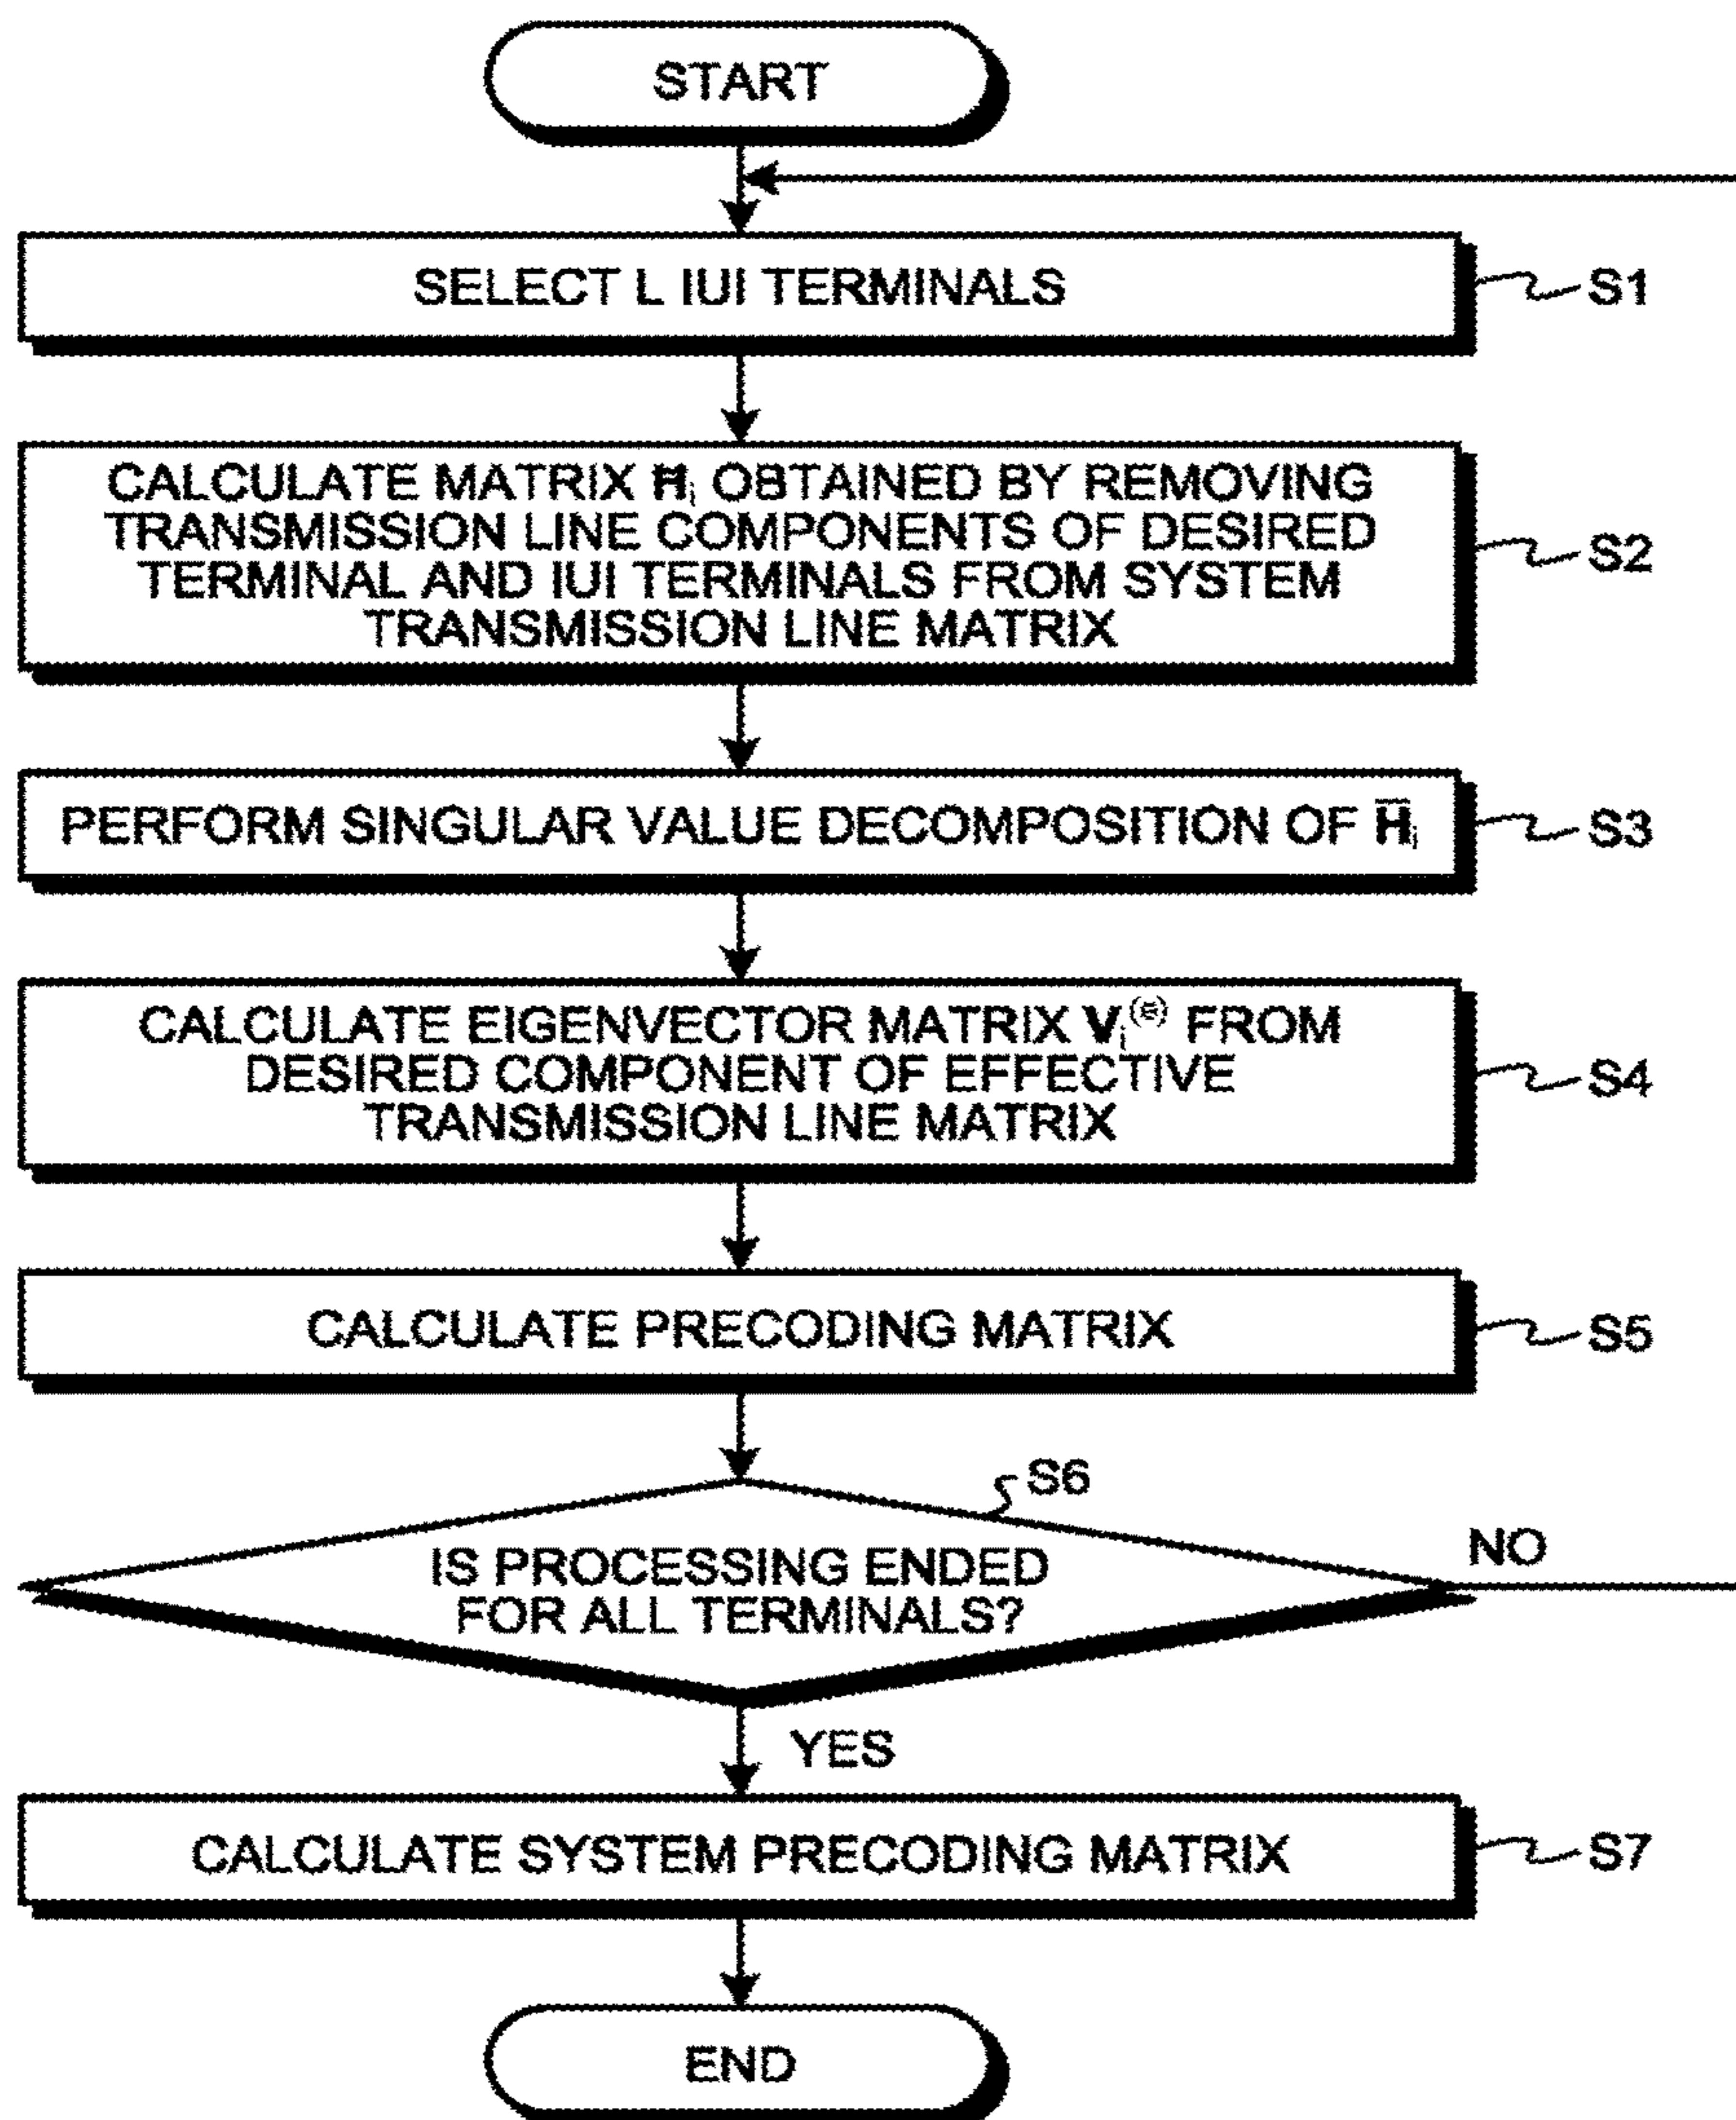 START
SELECT L IUI TERMINALS
S1
CALCULATE MATRIX H̄i OBTAINED BY REMOVING
TRANSMISSION LINE COMPONENTS OF DESIRED
TERMINAL AND IUI TERMINALS FROM SYSTEM
TRANSMISSION LINE MATRIX
S2
PERFORM SINGULAR VALUE DECOMPOSITION OF H̄i
S3
CALCULATE EIGENVECTOR MATRIX Vi(e) FROM
DESIRED COMPONENT OF EFFECTIVE
TRANSMISSION LINE MATRIX
S4
CALCULATE PRECODING MATRIX
S5
S6
IS PROCESSING ENDED
FOR ALL TERMINALS?
NO
YES
CALCULATE SYSTEM PRECODING MATRIX
S7
END